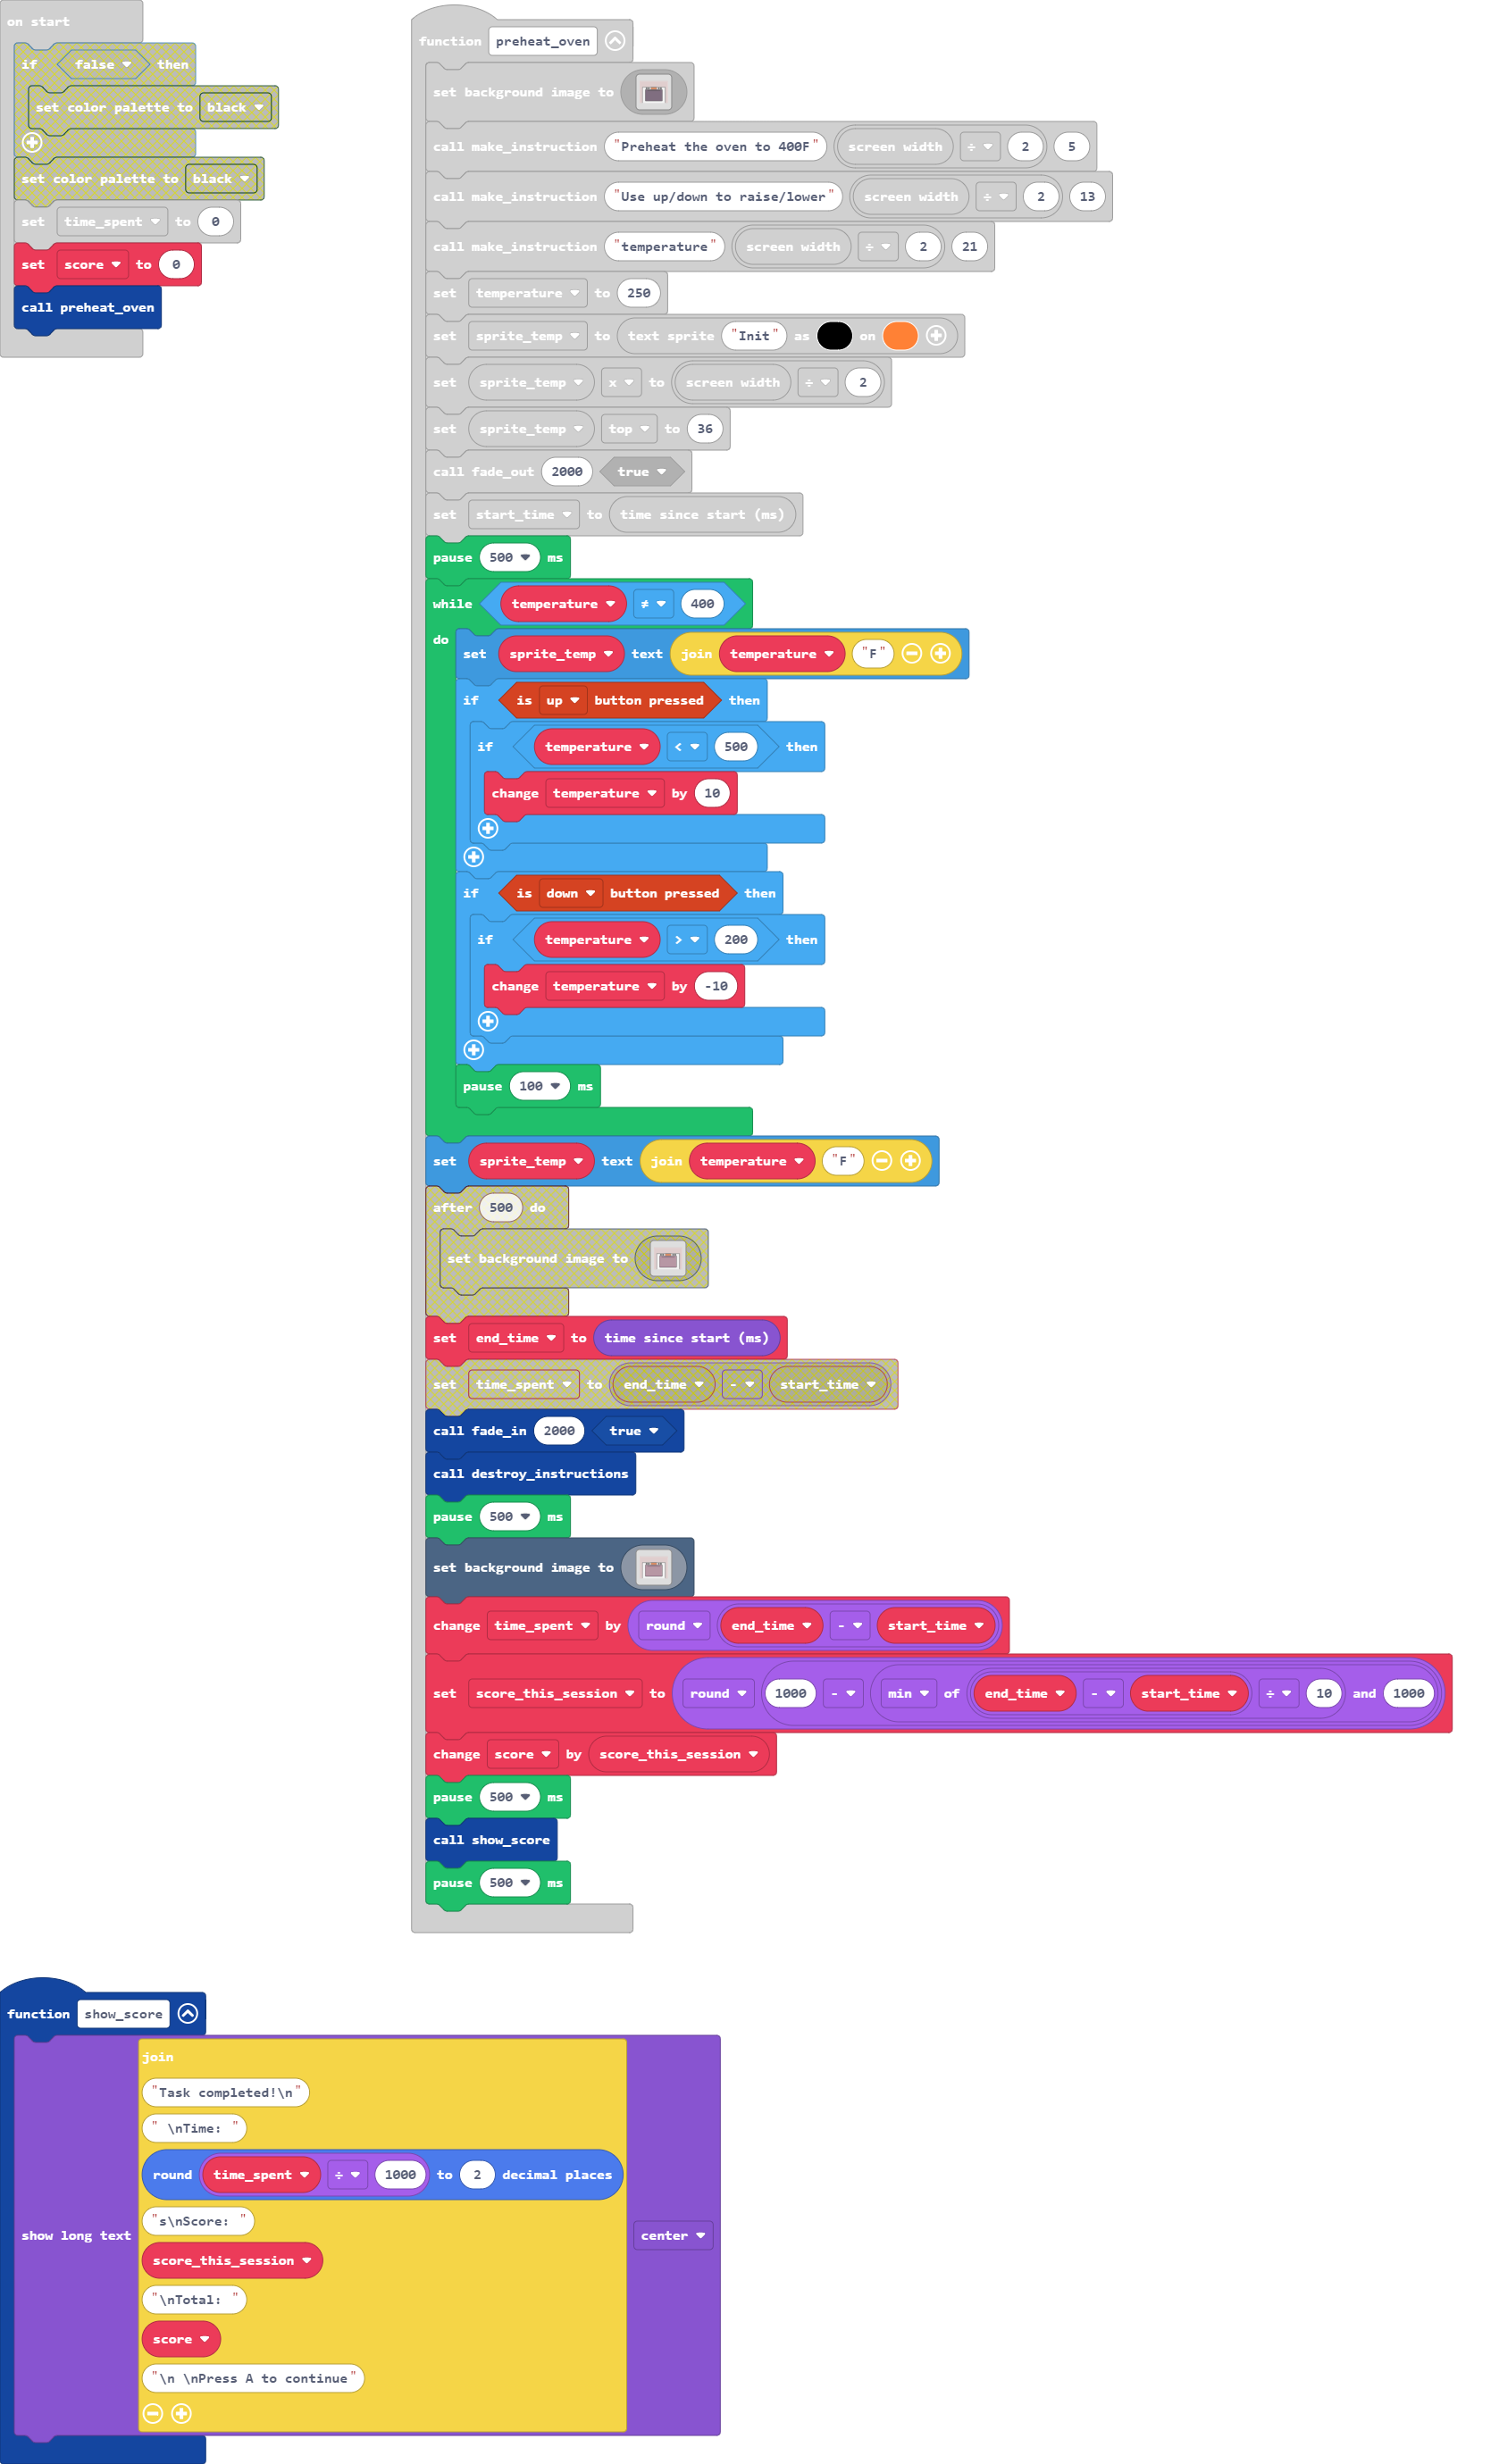 on start
if false then
set color palette to black
set color palette to black
set time_spent to 0
set score to 0
call preheat_oven
function preheat_oven
set background image to
call make_instruction "Preheat the oven to 400F" screen width ÷ 2 5
call make_instruction "Use up/down to raise/lower" screen width ÷ 2 13
call make_instruction "temperature" screen width ÷ 2 21
set temperature to 250
set sprite_temp to text sprite "Init" as on
set sprite_temp x to screen width ÷ 2
set sprite_temp top to 36
call fade_out 2000 true
set start_time to time since start (ms)
pause 500 ms
while temperature ≠ 400
do
set sprite_temp text join temperature "F"
if is up button pressed then
if temperature < 500 then
change temperature by 10
if is down button pressed then
if temperature > 200 then
change temperature by -10
pause 100 ms
set sprite_temp text join temperature "F"
after 500 do
set background image to
set end_time to time since start (ms)
set time_spent to end_time - start_time
call fade_in 2000 true
call destroy_instructions
pause 500 ms
set background image to
change time_spent by round end_time - start_time
set score_this_session to round 1000 - min of end_time - start_time ÷ 10 and 1000
change score by score_this_session
pause 500 ms
call show_score
pause 500 ms
function show_score
show long text
join
"Task completed!\n"
" \nTime: "
round time_spent ÷ 1000 to 2 decimal places
"s\nScore: "
score_this_session
"\nTotal: "
score
"\n \nPress A to continue"
center